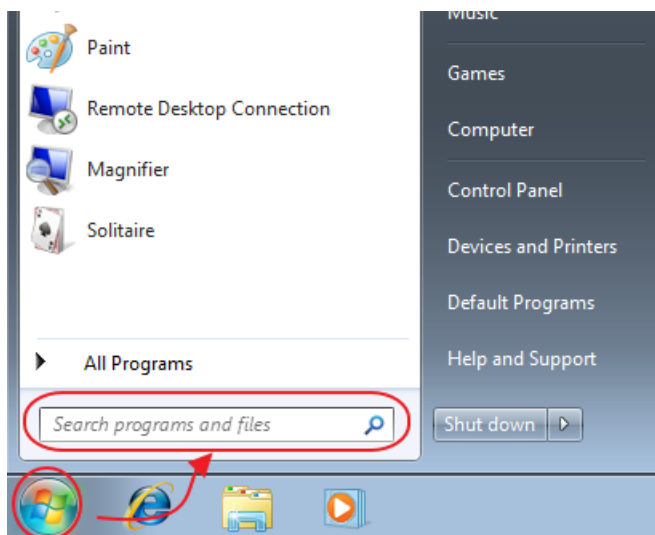 Paint
Remote Desktop Connection
Magnifier
Solitaire
All Programs
Search programs and files
Music
Games
Computer
Control Panel
Devices and Printers
Default Programs
Help and Support
Shut down